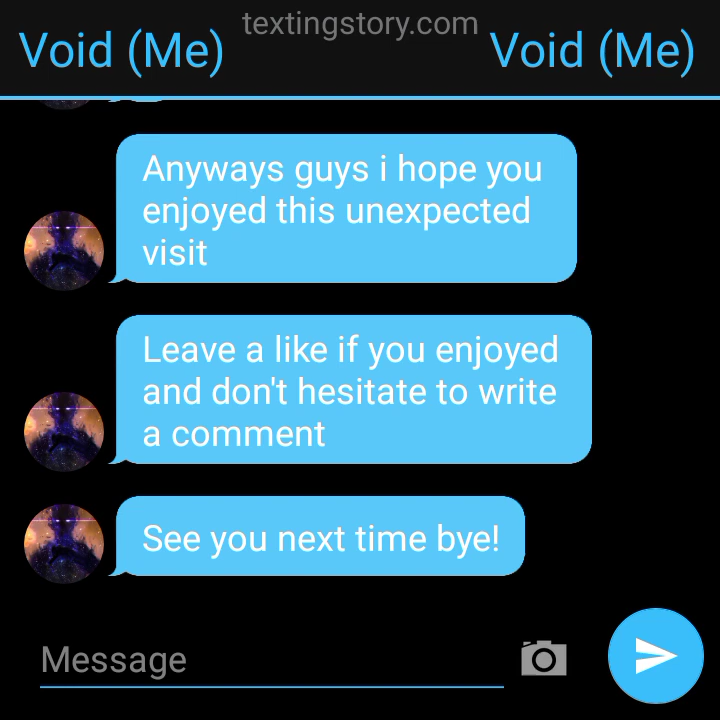 textingstory.com
Void (Me)
Void (Me)
Anyways guys i hope you
enjoyed this unexpected
visit
Leave a like if you enjoyed
and don't hesitate to write
a comment
See you next time bye!
Message